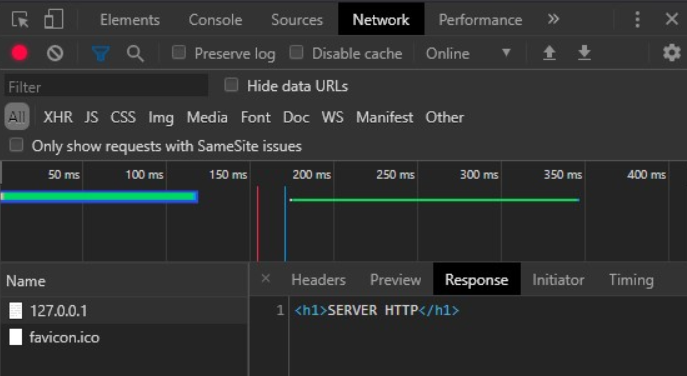 Elements Console Sources Network Performance »
Preserve log Disable cache Online ▼
Filter Hide data URLs
All XHR JS CSS Img Media Font Doc WS Manifest Other
Only show requests with SameSite issues
50 ms 100 ms 150 ms 200 ms 250 ms 300 ms 350 ms 400 ms
Name × Headers Preview Response Initiator Timing
127.0.0.1 1 <h1>SERVER HTTP</h1>
favicon.ico